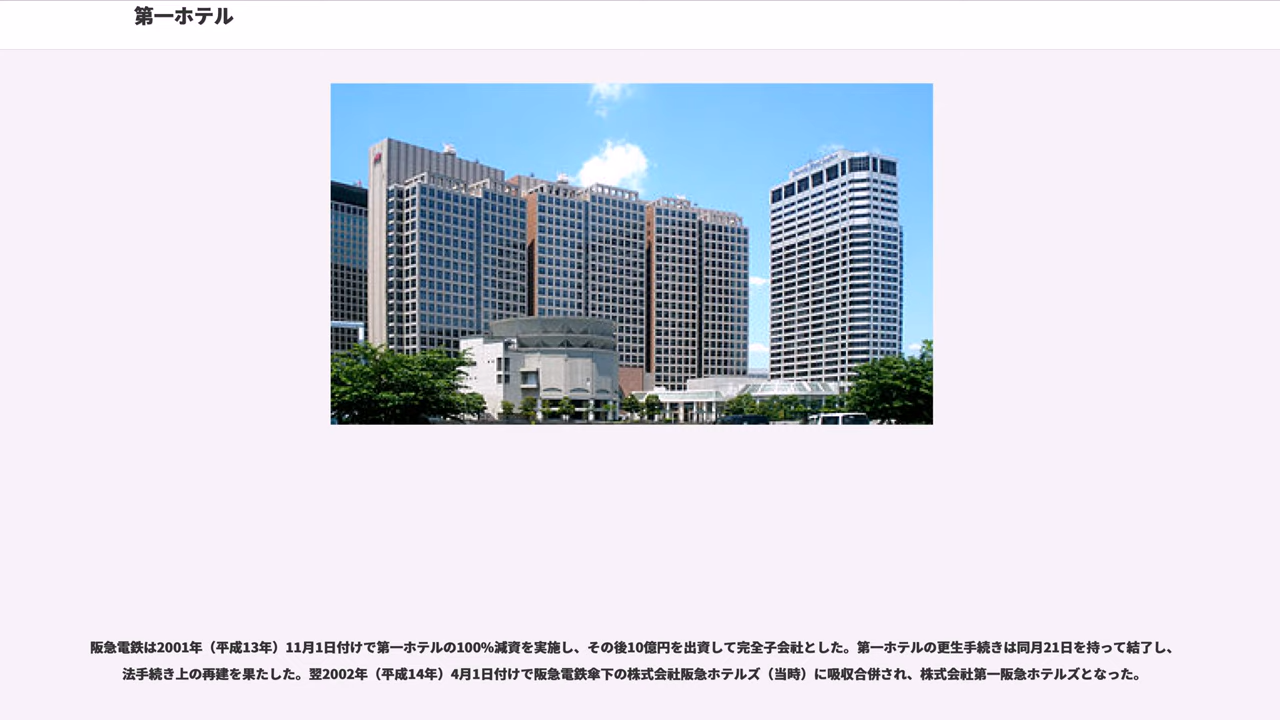 第一ホテル
阪急電鉄は2001年（平成13年）11月1日付けで第一ホテルの100%減資を実施し、その後10億円を出資して完全子会社とした。第一ホテルの更生手続きは同月21日を持って結了し、
法手続き上の再建を果たした。翌2002年（平成14年）4月1日付けで阪急電鉄傘下の株式会社阪急ホテルズ（当時）に吸収合併され、株式会社第一阪急ホテルズとなった。